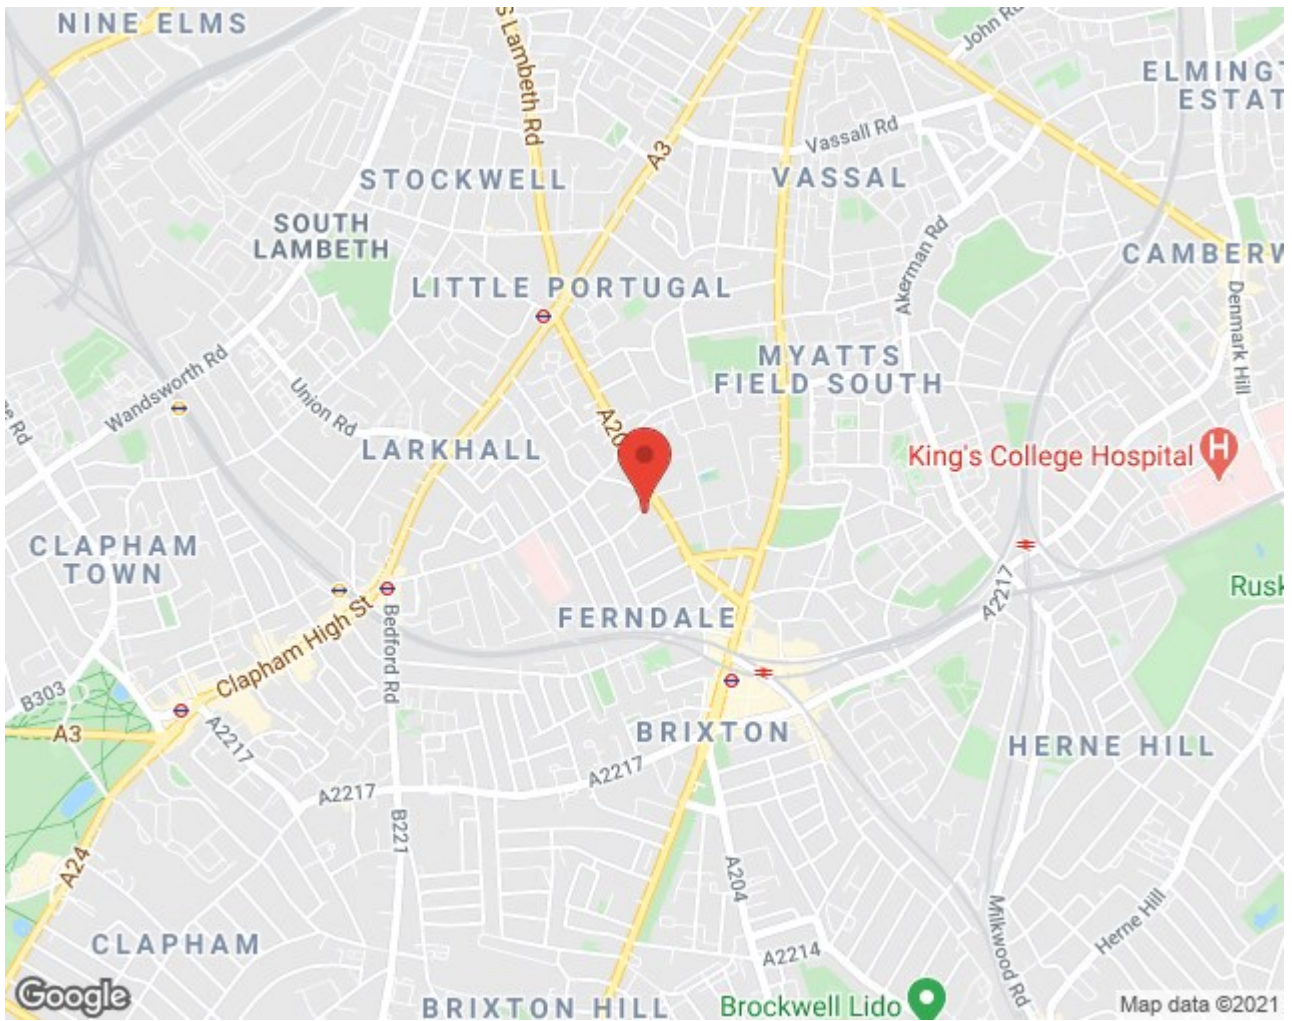 NINE ELMS
S Lambeth Rd
John Ru
ELMINGT
ESTAT
A3
Vassall Rd
STOCKWELL
VASSAL
SOUTH
LAMBETH
Akerman Rd
CAMBERW
LITTLE PORTUGAL
Denmark Hill
Wandsworth Rd
Union Rd
MYATTS
FIELD SOUTH
A20
LARKHALL
King's College Hospital
H
CLAPHAM
TOWN
A2217
Rusk
Clapham High St
Bedford Rd
FERNDALE
B303
A3
A2217
BRIXTON
HERNE HILL
A2217
A2217
B221
A24
A204
Milkwood Rd
Herne Hill
CLAPHAM
A2214
BRIXTON HILL
Brockwell Lido
Google
Map data ©2021